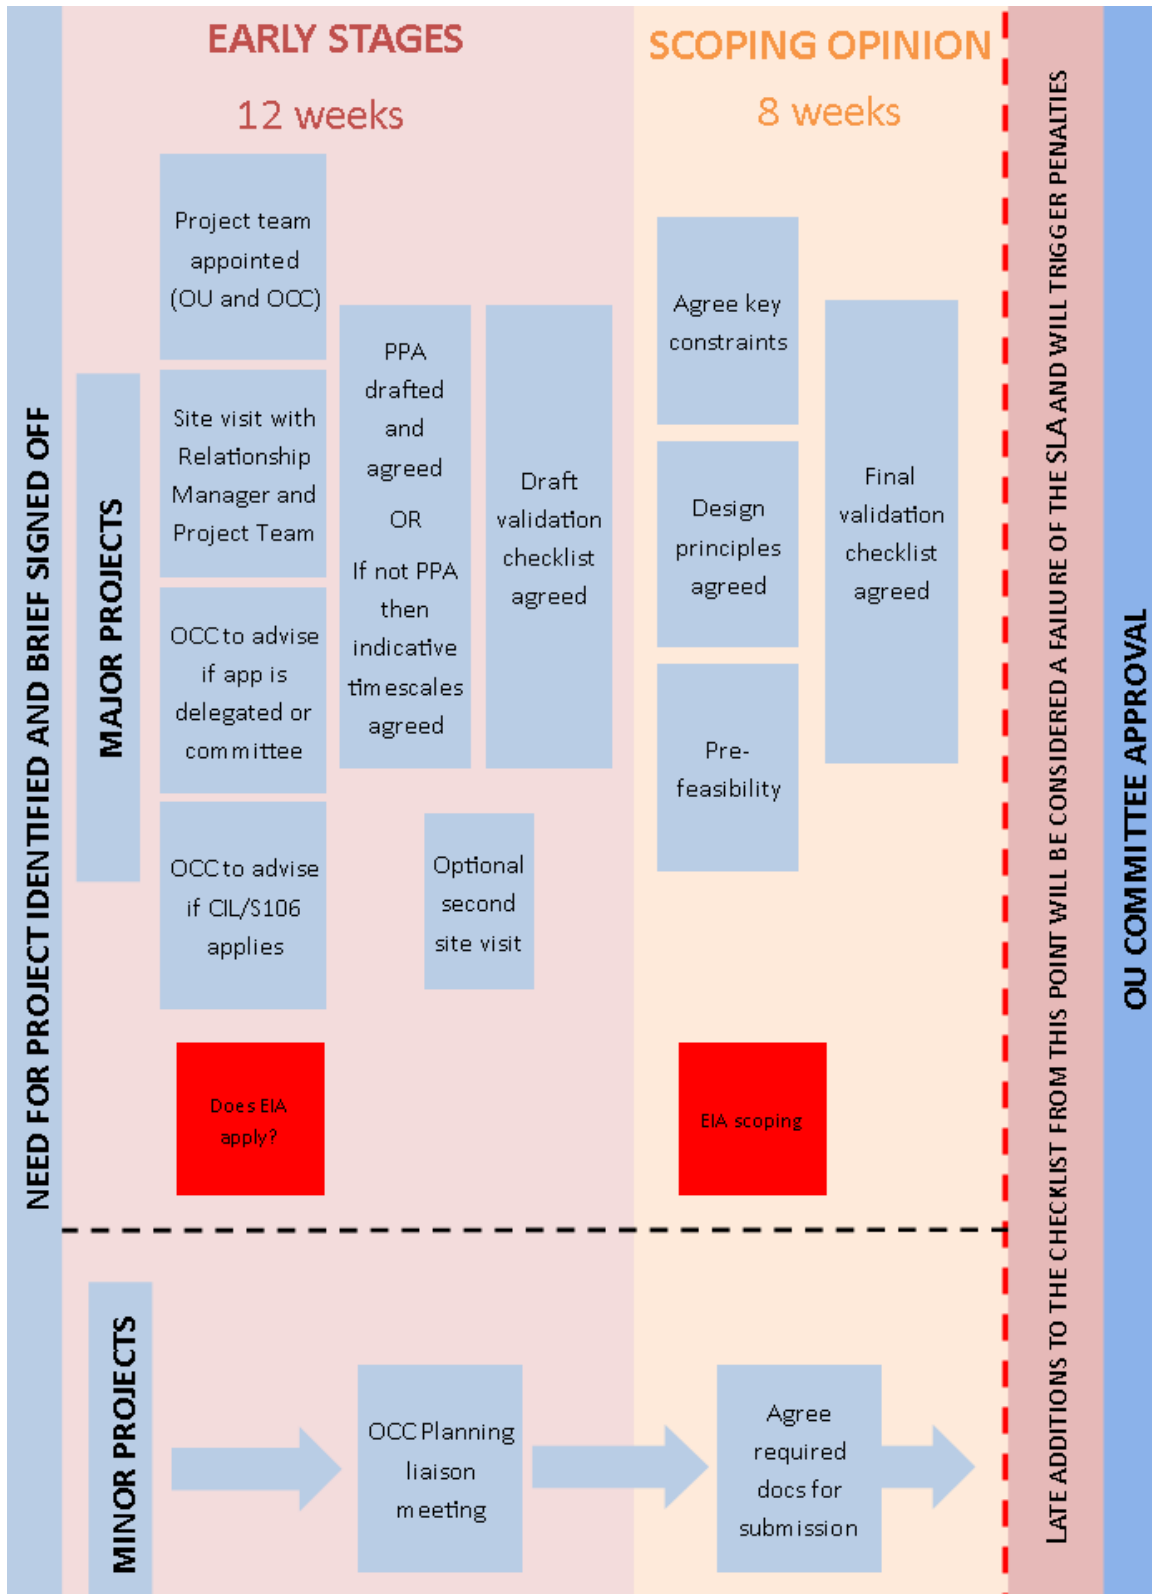 NEED FOR PROJECT IDENTIFIED AND BRIEF SIGNED OFF
EARLY STAGES
12 weeks
SCOPING OPINION
8 weeks
MAJOR PROJECTS
Project team
appointed
(OU and OCC)
Site visit with
Relationship
Manager and
Project Team
OCC to advise
if app is
delegated or
committee
OCC to advise
if CIL/S106
applies
PPA
drafted
and
agreed
OR
If not PPA
then
indicative
timescales
agreed
Draft
validation
checklist
agreed
Optional
second
site visit
Does EIA
apply?
Agree key
constraints
Design
principles
agreed
Pre-
feasibility
Final
validation
checklist
agreed
EIA scoping
MINOR PROJECTS
OCC Planning
liaison
meeting
Agree
required
docs for
submission
LATE ADDITIONS TO THE CHECKLIST FROM THIS POINT WILL BE CONSIDERED A FAILURE OF THE SLA AND WILL TRIGGER PENALTIES
OU COMMITTEE APPROVAL